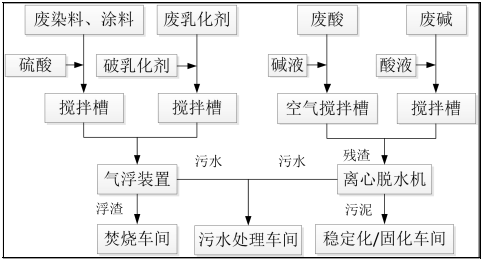 废染料、涂料
废乳化剂
废酸
废碱
硫酸
破乳化剂
碱液
酸液
搅拌槽
搅拌槽
空气搅拌槽
搅拌槽
污水
污水
残渣
气浮装置
离心脱水机
浮渣
污泥
焚烧车间
污水处理车间
稳定化/固化车间